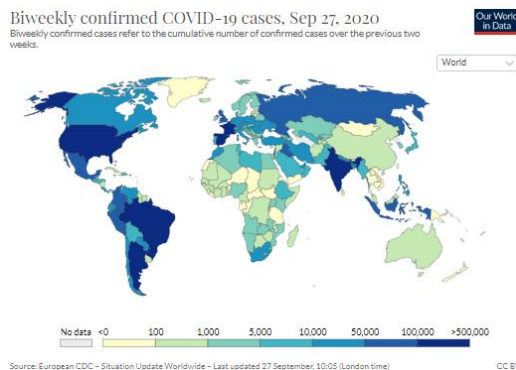 Biweekly confirmed COVID-19 cases, Sep 27, 2020
Our World
in Data
Biweekly confirmed cases refer to the cumulative number of confirmed cases over the previous two
weeks.
World
No data <0 100 1,000 5,000 10,000 50,000 100,000 >500,000
Source: European CDC – Situation Update Worldwide – Last updated 27 September, 10:05 (London time)
CC BY